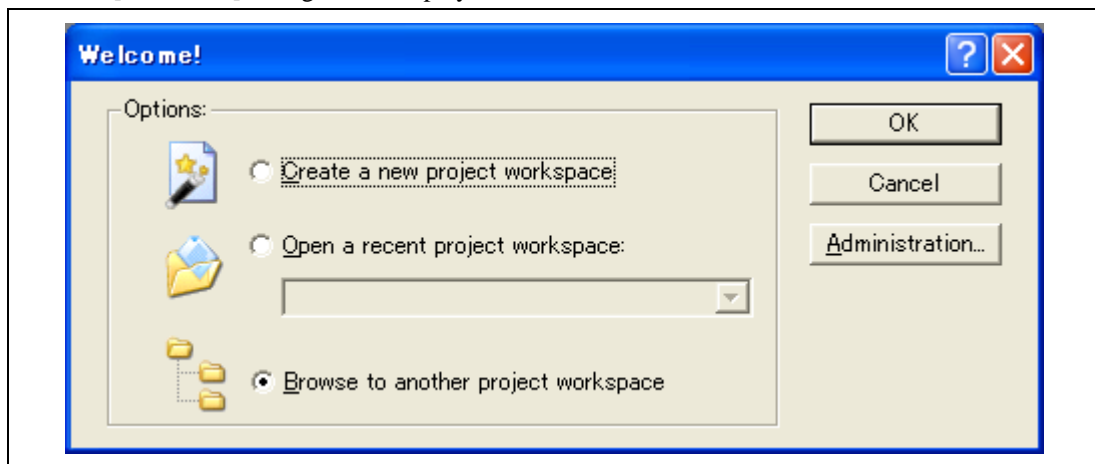 Welcome!
Options:
Create a new project workspace
Open a recent project workspace:
Browse to another project workspace
OK
Cancel
Administration...